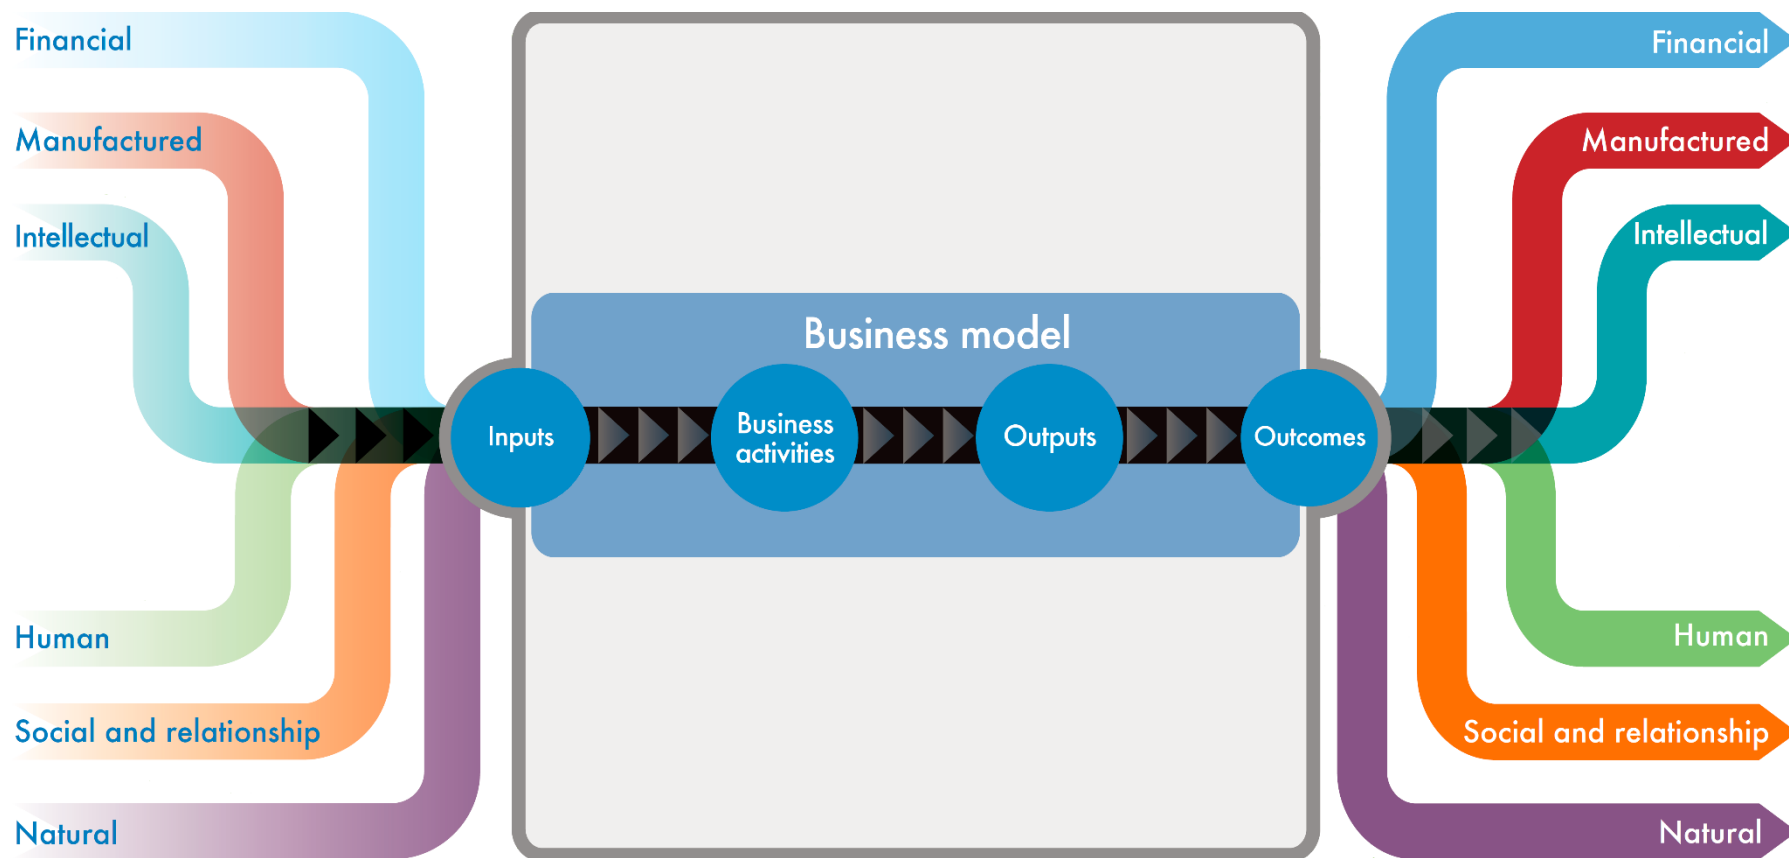 Financial
Manufactured
Intellectual
Human
Social and relationship
Natural
Business model
Inputs
Business
activities
Outputs
Outcomes
Financial
Manufactured
Intellectual
Human
Social and relationship
Natural